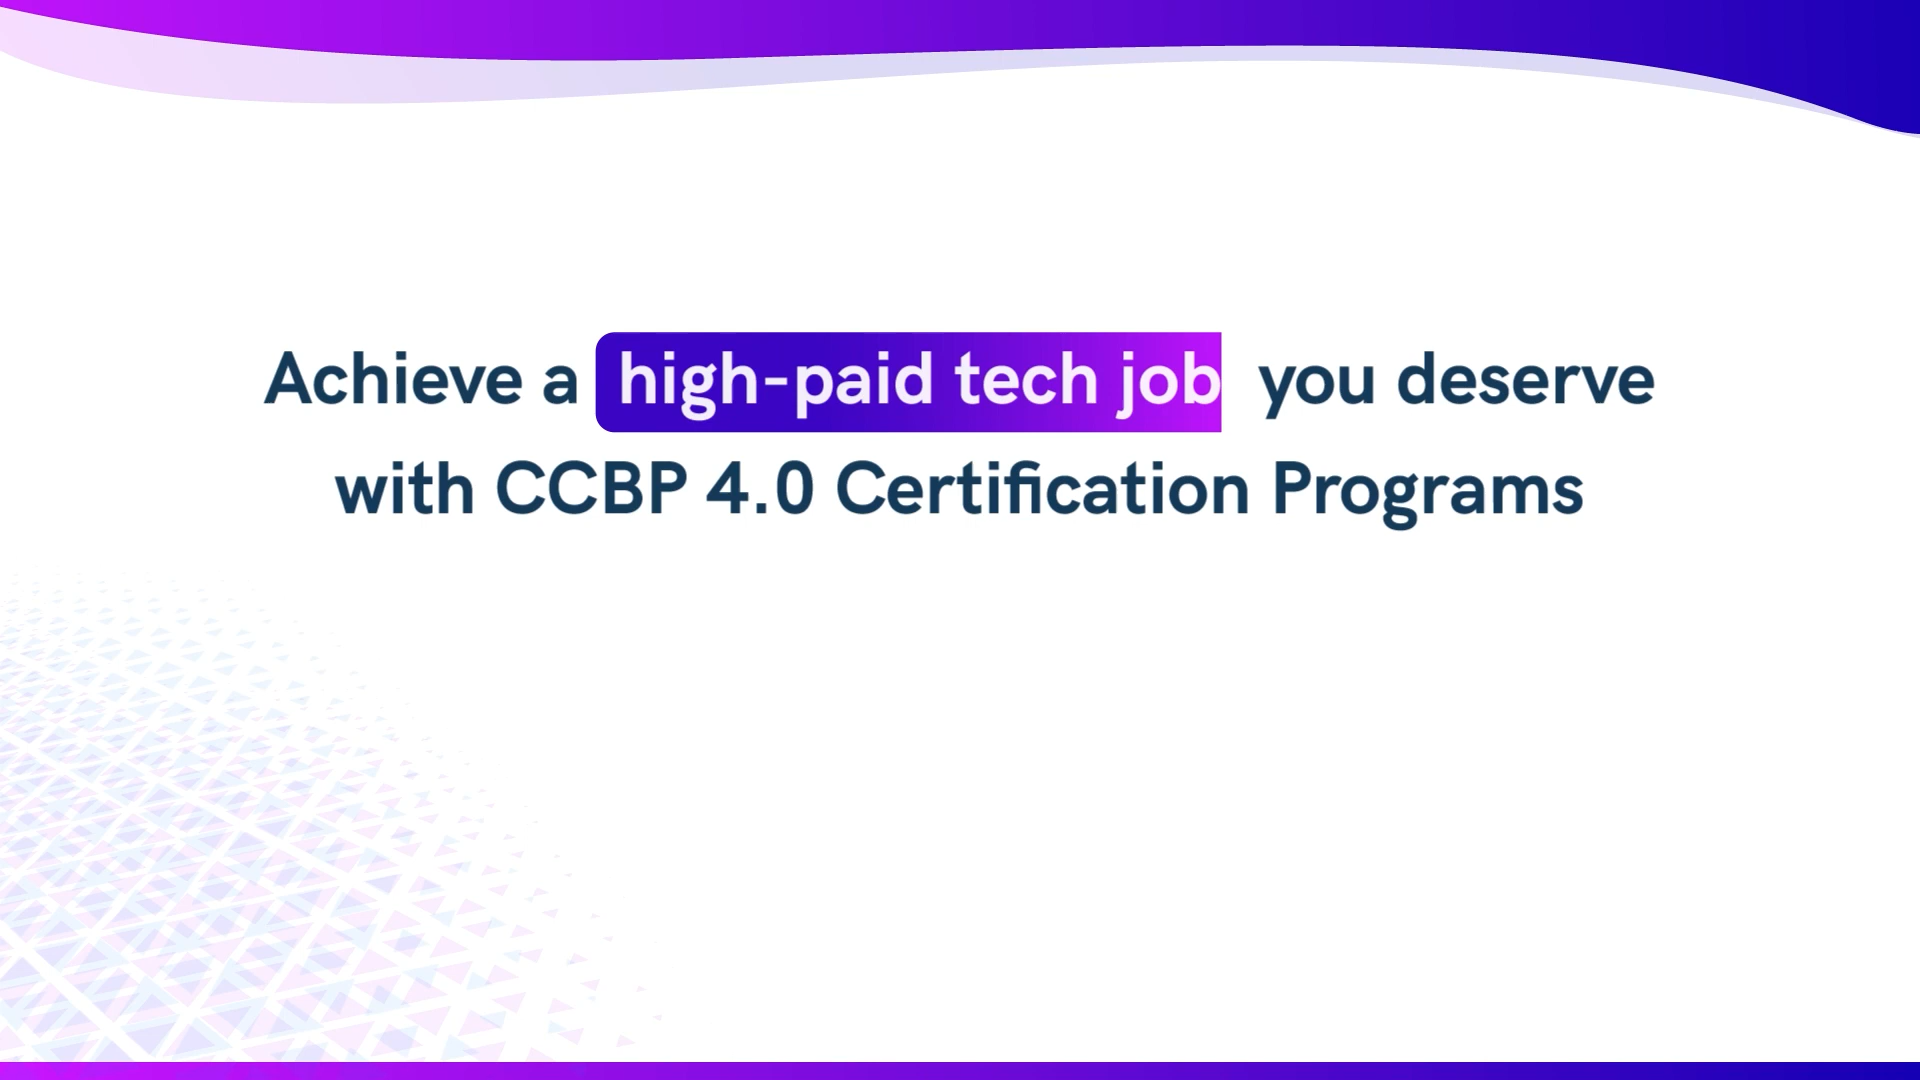 Achieve a high-paid tech job you deserve
with CCBP 4.0 Certification Programs